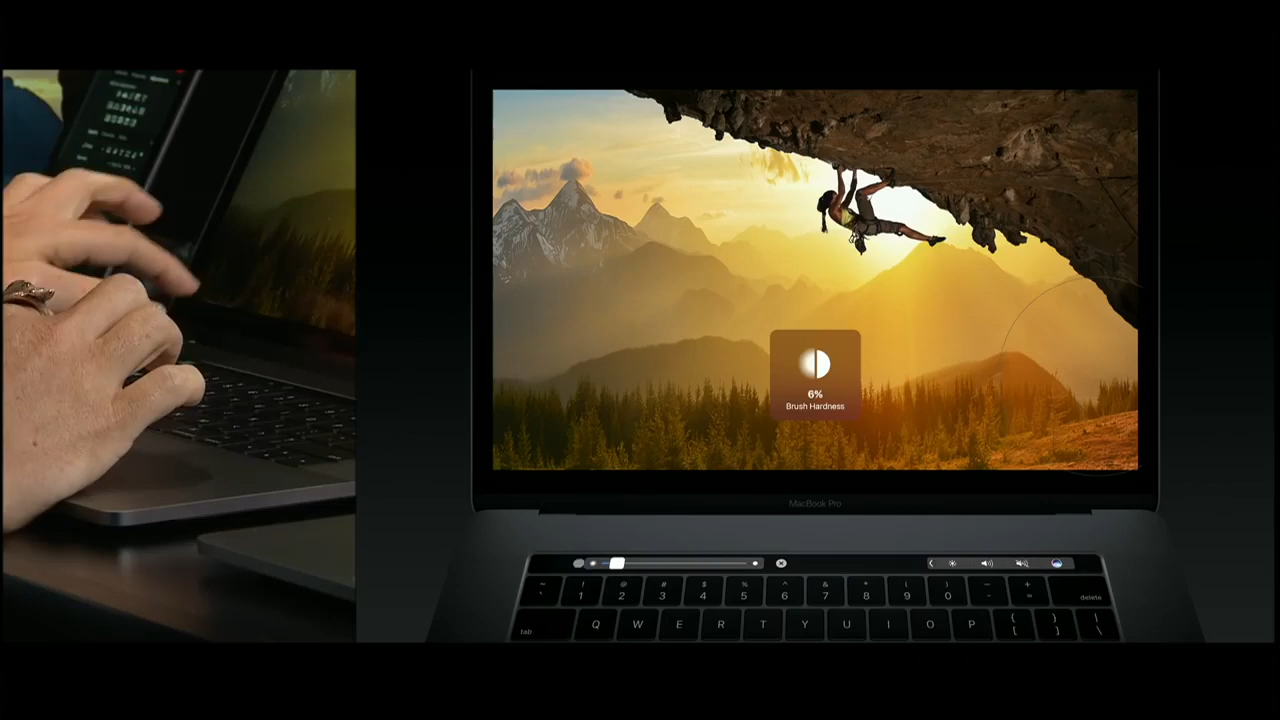 6%
Brush Hardness
MacBook Pro
~ ! @ # $ % ^ & * ( ) _ + delete
` 1 2 3 4 5 6 7 8 9 0 - =
tab Q W E R T Y U I O P { [ } ] | \